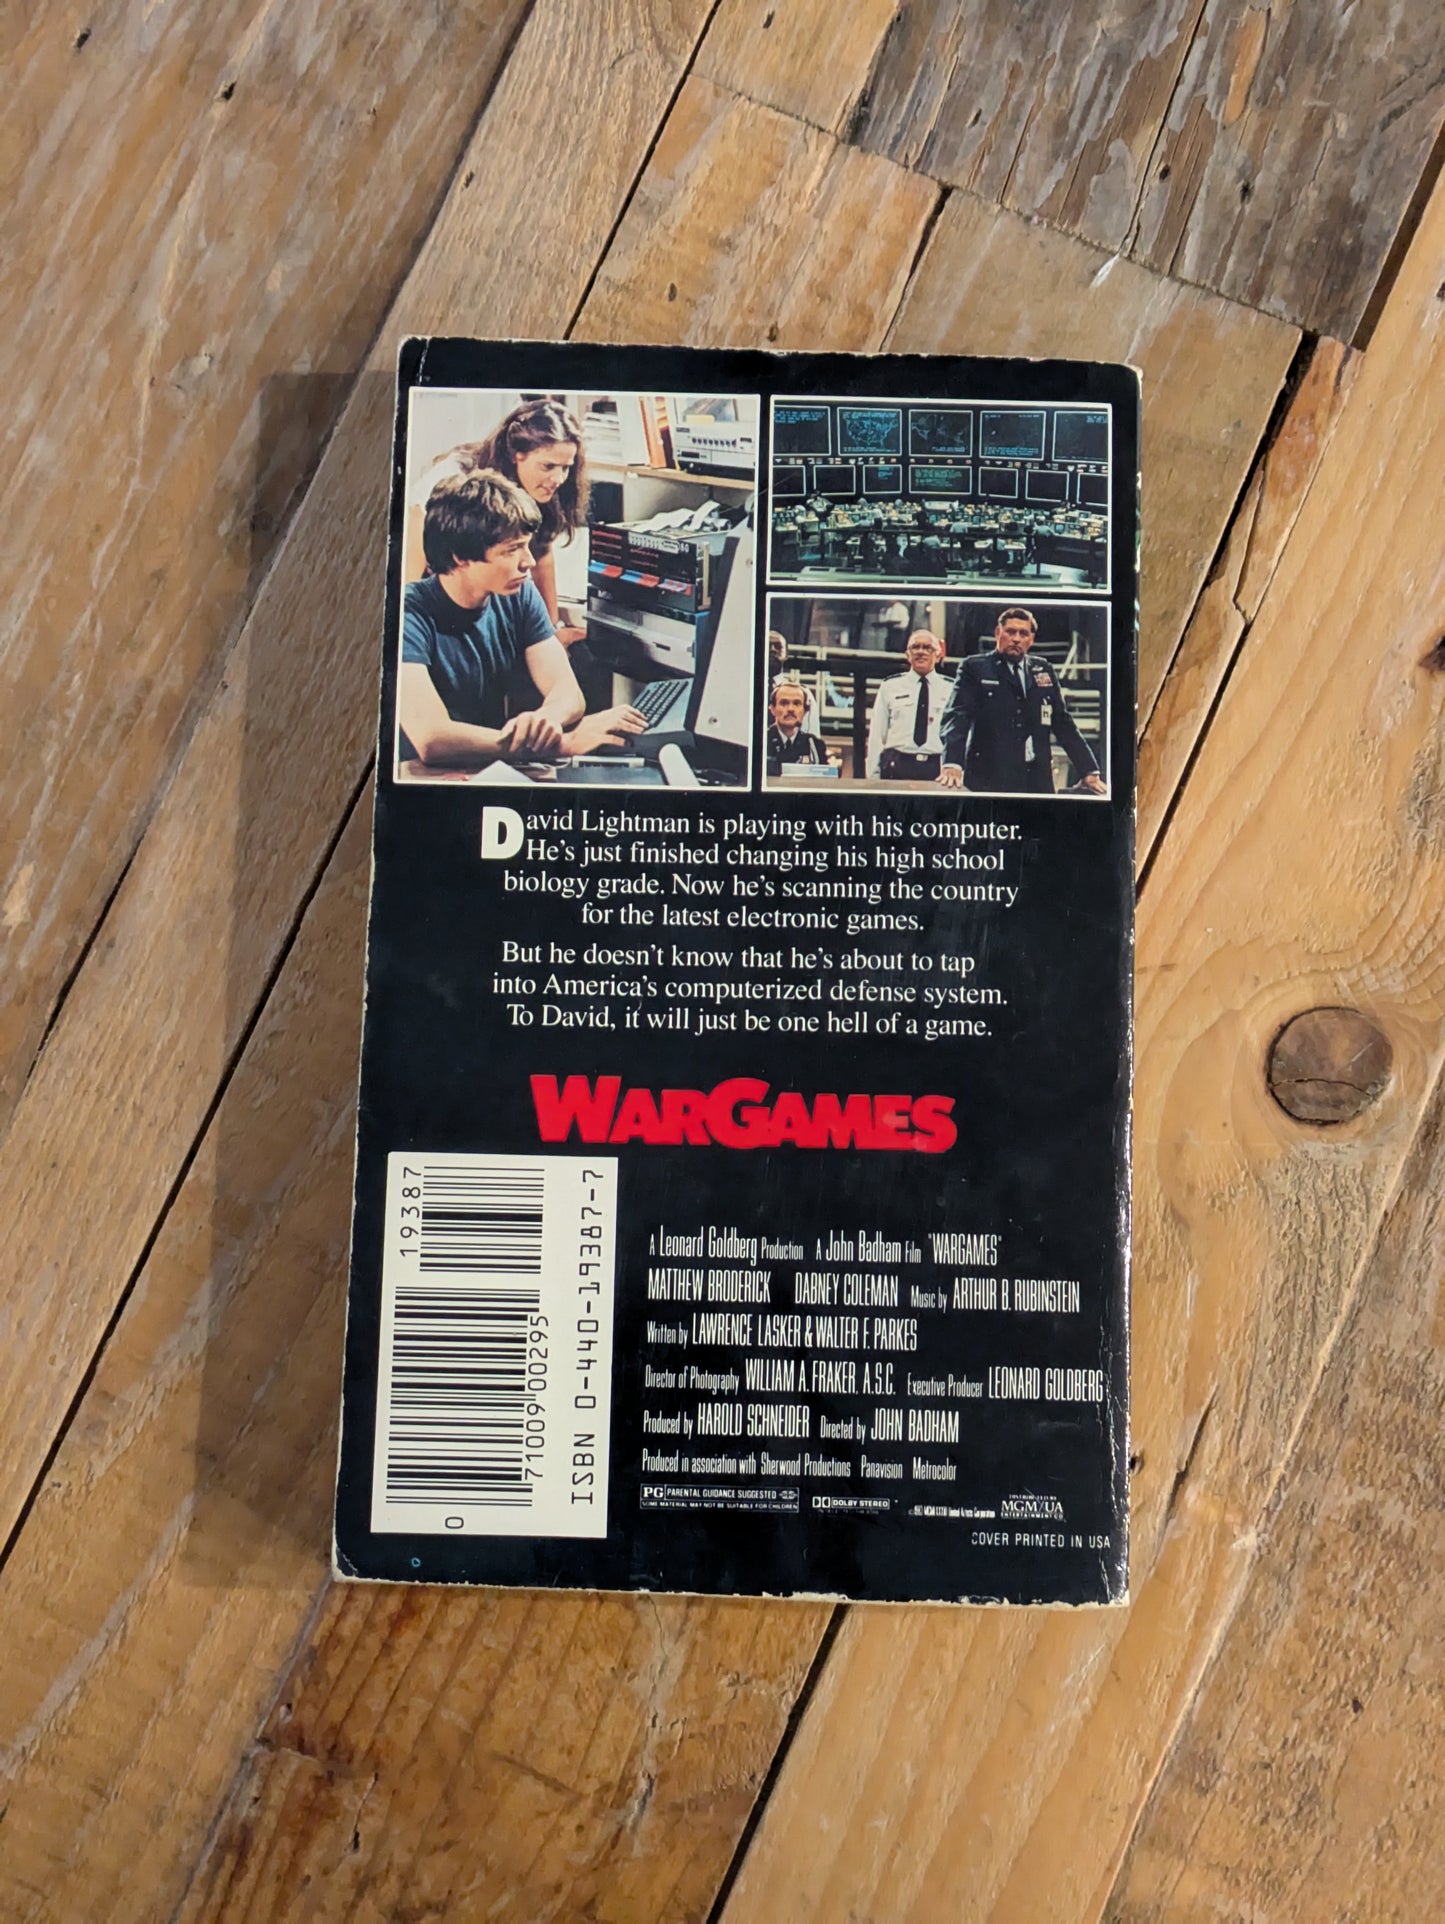 David Lightman is playing with his computer.
He's just finished changing his high school
biology grade. Now he's scanning the country
for the latest electronic games.
But he doesn't know that he's about to tap
into America's computerized defense system.
To David, it will just be one hell of a game.
WARGAMES
19387
71009 00295
0
ISBN 0-440-19387-7
A Leonard Goldberg Production A John Badham Film "WARGAMES"
MATTHEW BRODERICK DABNEY COLEMAN Music by ARTHUR B. RUBINSTEIN
Written by LAWRENCE LASKER & WALTER F. PARKES
Director of Photography WILLIAM A. FRAKER, A.S.C. Executive Producer LEONARD GOLDBERG
Produced by HAROLD SCHNEIDER Directed by JOHN BADHAM
Produced in association with Sherwood Productions Panavision Metrocolor
PG PARENTAL GUIDANCE SUGGESTED
SOME MATERIAL MAY NOT BE SUITABLE FOR CHILDREN
DOLBY STEREO
MGM/UA
ENTERTAINMENT CO.
COVER PRINTED IN USA